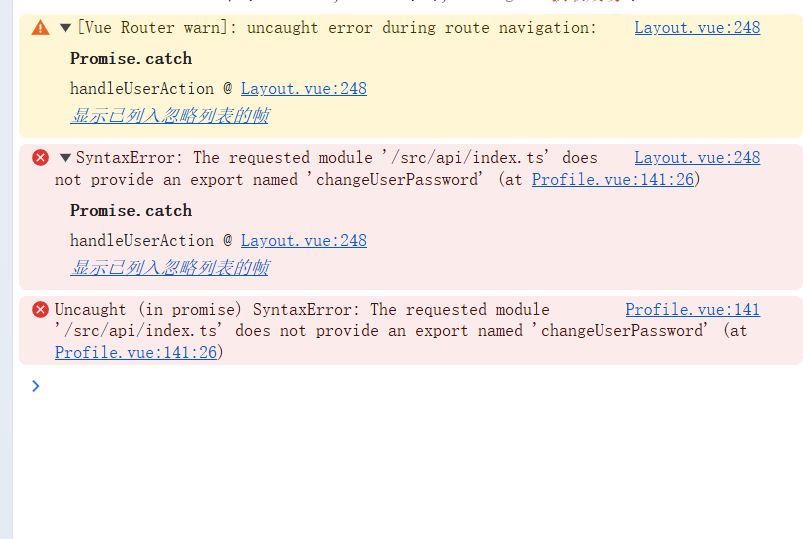 [Vue Router warn]: uncaught error during route navigation: Layout.vue:248
Promise.catch
handleUserAction @ Layout.vue:248
显示已列入忽略列表的帧
SyntaxError: The requested module '/src/api/index.ts' does Layout.vue:248
not provide an export named 'changeUserPassword' (at Profile.vue:141:26)
Promise.catch
handleUserAction @ Layout.vue:248
显示已列入忽略列表的帧
Uncaught (in promise) SyntaxError: The requested module Profile.vue:141
'/src/api/index.ts' does not provide an export named 'changeUserPassword' (at
Profile.vue:141:26)